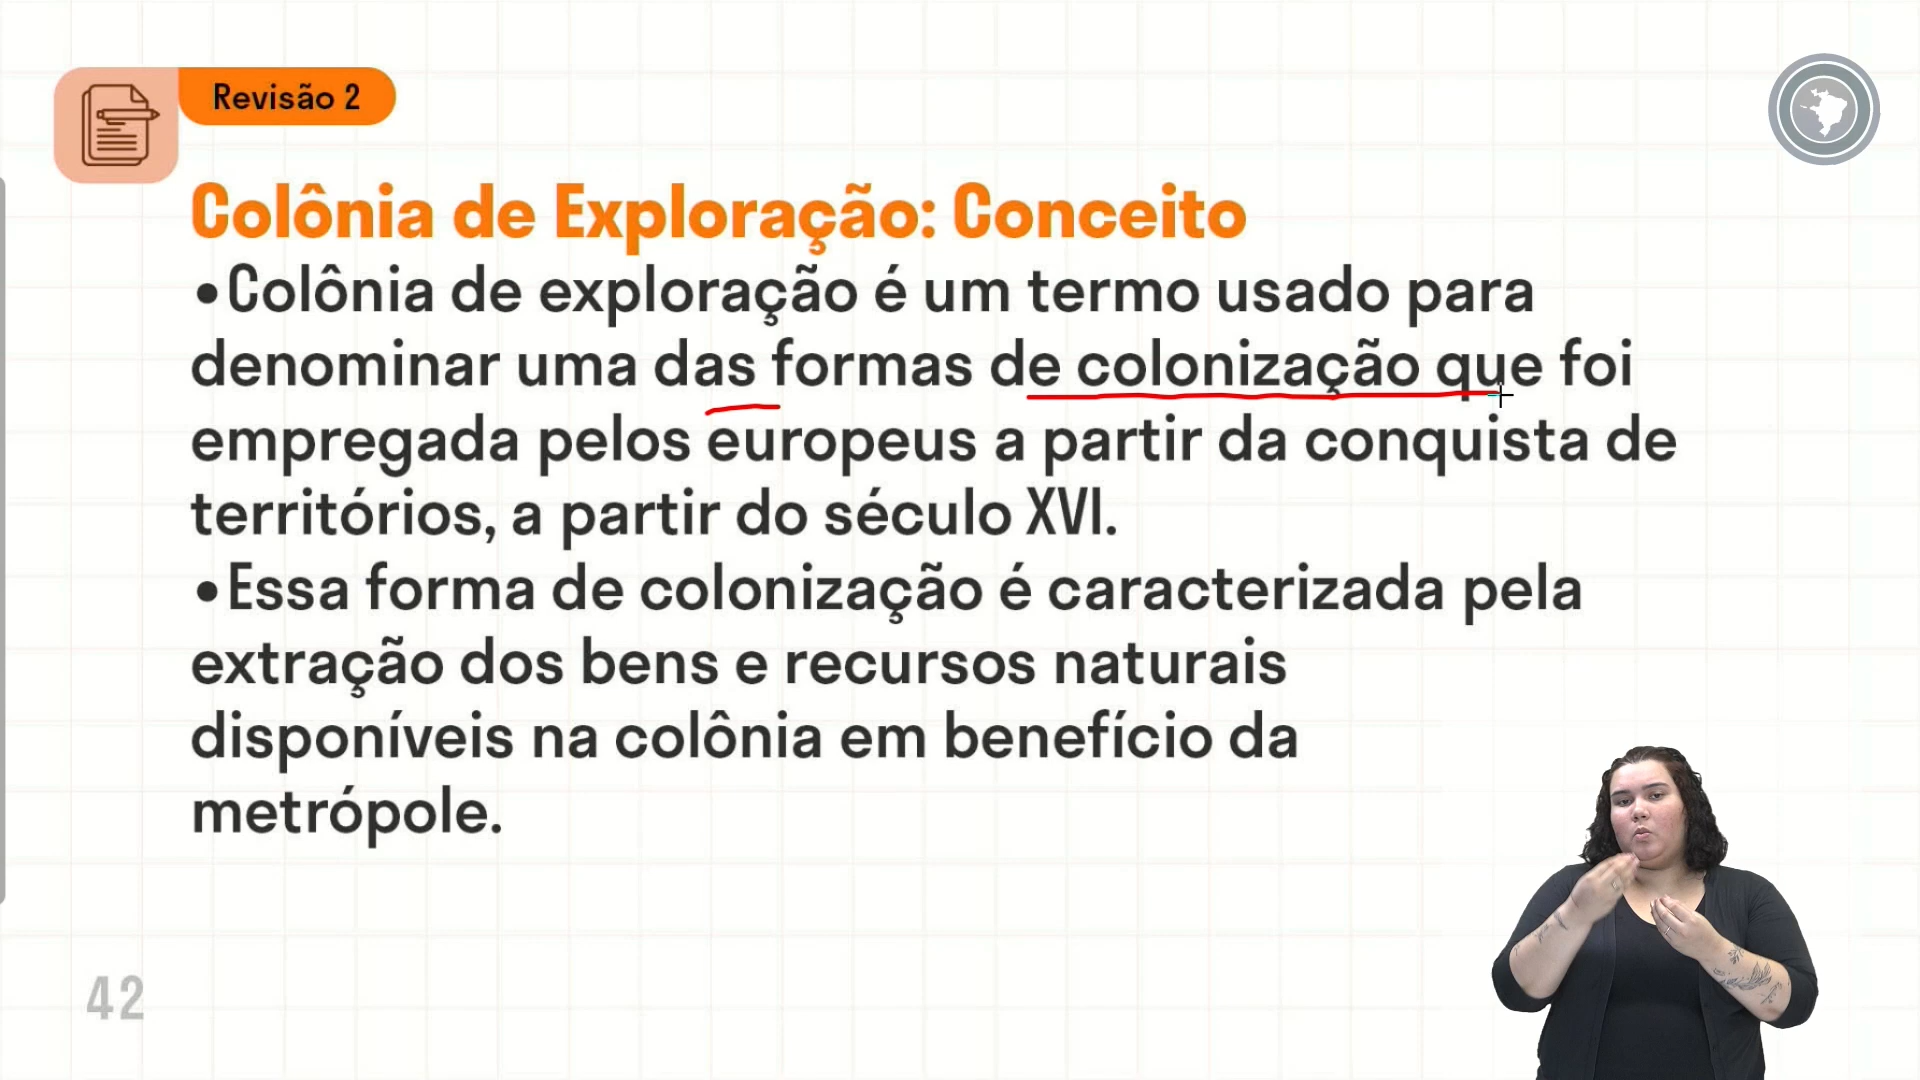 Revisão 2
Colônia de Exploração: Conceito
•Colônia de exploração é um termo usado para
denominar uma das formas de colonização que foi
empregada pelos europeus a partir da conquista de
territórios, a partir do século XVI.
•Essa forma de colonização é caracterizada pela
extração dos bens e recursos naturais
disponíveis na colônia em benefício da
metrópole.
42